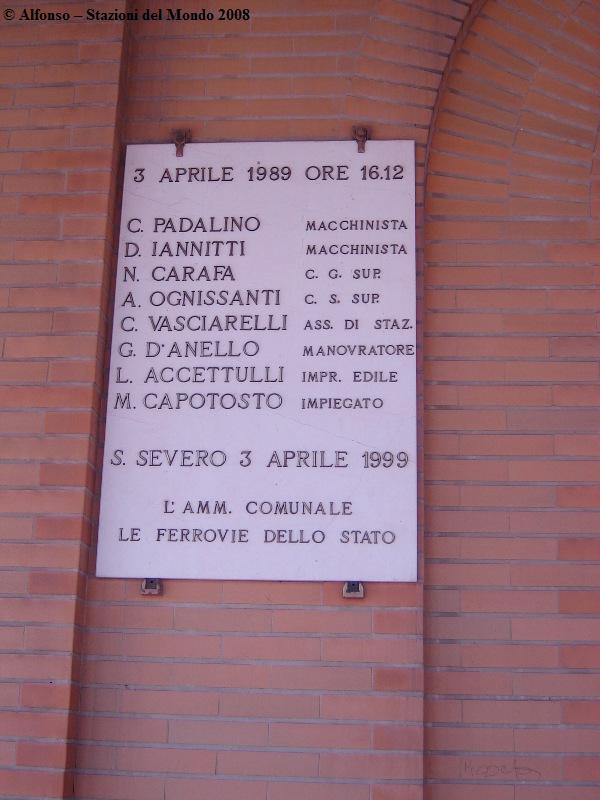 © Alfonso – Stazioni del Mondo 2008
3 APRILE 1989 ORE 16.12
C. PADALINO MACCHINISTA
D. IANNITTI MACCHINISTA
N. CARAFA C. G. SUP.
A. OGNISSANTI C. S. SUP.
C. VASCIARELLI ASS. DI STAZ.
G. D'ANELLO MANOVRATORE
L. ACCETTULLI IMPR. EDILE
M. CAPOTOSTO IMPIEGATO
S. SEVERO 3 APRILE 1999
L'AMM. COMUNALE
LE FERROVIE DELLO STATO